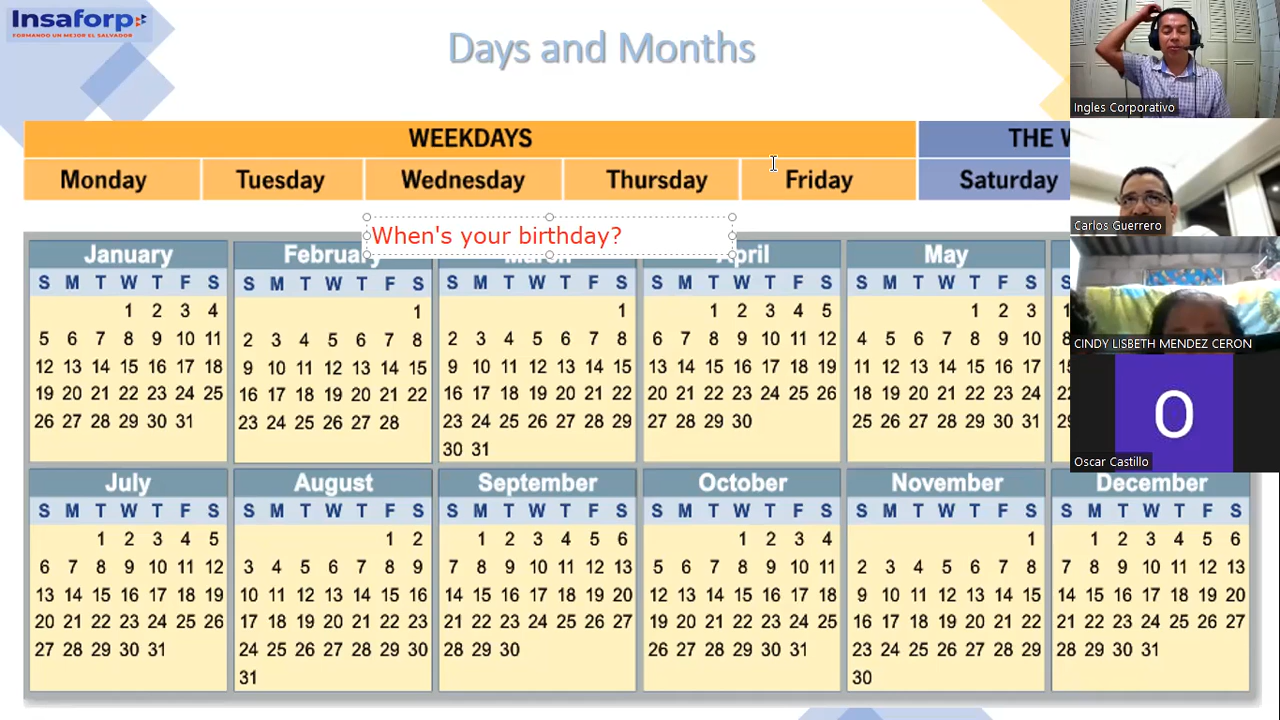 Insaforp
FORMANDO UN MEJOR EL SALVADOR
Days and Months
WEEKDAYS THE W
Monday Tuesday Wednesday Thursday Friday Saturday
When's your birthday?
January February March April May
S M T W T F S
1 2 3 4
5 6 7 8 9 10 11
12 13 14 15 16 17 18
19 20 21 22 23 24 25
26 27 28 29 30 31
S M T W T F S
1
2 3 4 5 6 7 8
9 10 11 12 13 14 15
16 17 18 19 20 21 22
23 24 25 26 27 28
S M T W T F S
1
2 3 4 5 6 7 8
9 10 11 12 13 14 15
16 17 18 19 20 21 22
23 24 25 26 27 28 29
30 31
S M T W T F S
1 2 3 4 5
6 7 8 9 10 11 12
13 14 15 16 17 18 19
20 21 22 23 24 25 26
27 28 29 30
S M T W T F S
1 2 3
4 5 6 7 8 9 10
11 12 13 14 15 16 17
18 19 20 21 22 23 24
25 26 27 28 29 30 31
July August September October November December
S M T W T F S
1 2 3 4 5
6 7 8 9 10 11 12
13 14 15 16 17 18 19
20 21 22 23 24 25 26
27 28 29 30 31
S M T W T F S
1 2
3 4 5 6 7 8 9
10 11 12 13 14 15 16
17 18 19 20 21 22 23
24 25 26 27 28 29 30
31
S M T W T F S
1 2 3 4 5 6
7 8 9 10 11 12 13
14 15 16 17 18 19 20
21 22 23 24 25 26 27
28 29 30
S M T W T F S
1 2 3 4
5 6 7 8 9 10 11
12 13 14 15 16 17 18
19 20 21 22 23 24 25
26 27 28 29 30 31
S M T W T F S
1
2 3 4 5 6 7 8
9 10 11 12 13 14 15
16 17 18 19 20 21 22
23 24 25 26 27 28 29
30
S M T W T F S
1 2 3 4 5 6
7 8 9 10 11 12 13
14 15 16 17 18 19 20
21 22 23 24 25 26 27
28 29 30 31
Ingles Corporativo
Carlos Guerrero
CINDY LISBETH MENDEZ CERON
O
Oscar Castillo